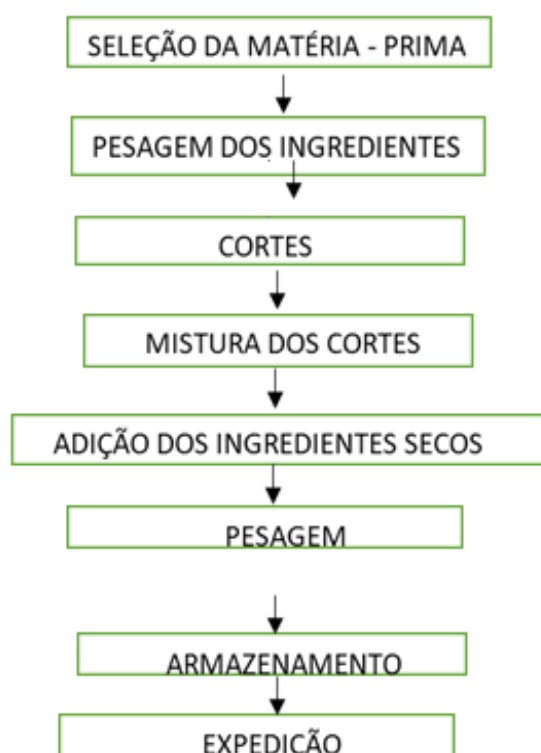 SELEÇÃO DA MATÉRIA - PRIMA
PESAGEM DOS INGREDIENTES
CORTES
MISTURA DOS CORTES
ADIÇÃO DOS INGREDIENTES SECOS
PESAGEM
ARMAZENAMENTO
EXPEDIÇÃO